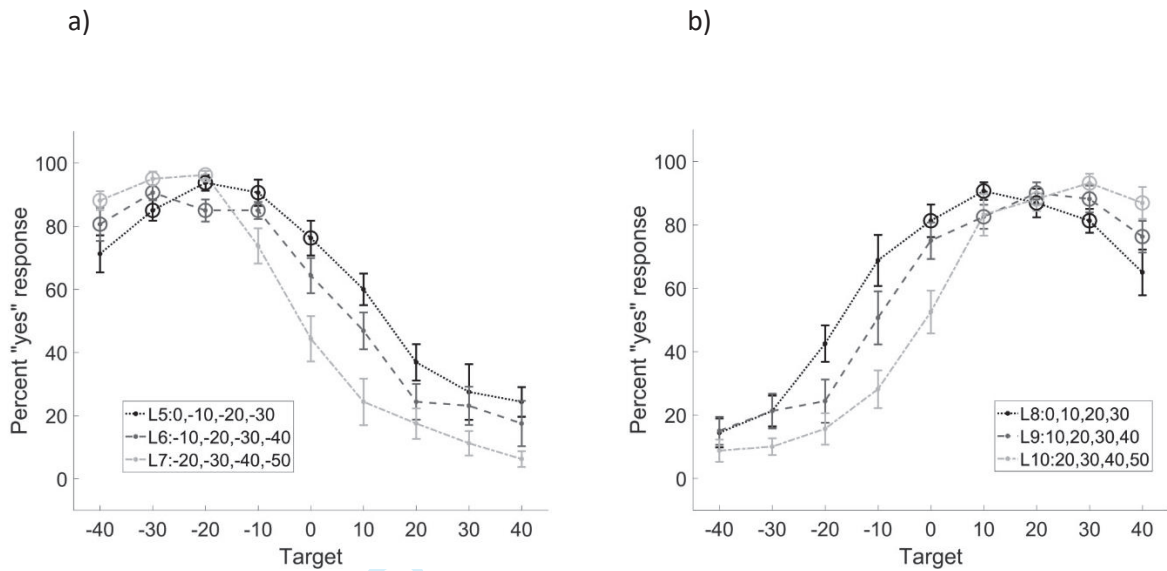 a)
b)
Percent "yes" response
100
80
60
40
20
0
L5:0,-10,-20,-30
L6:-10,-20,-30,-40
L7:-20,-30,-40,-50
-40 -30 -20 -10 0 10 20 30 40
Target
Percent "yes" response
100
80
60
40
20
0
L8:0,10,20,30
L9:10,20,30,40
L10:20,30,40,50
-40 -30 -20 -10 0 10 20 30 40
Target